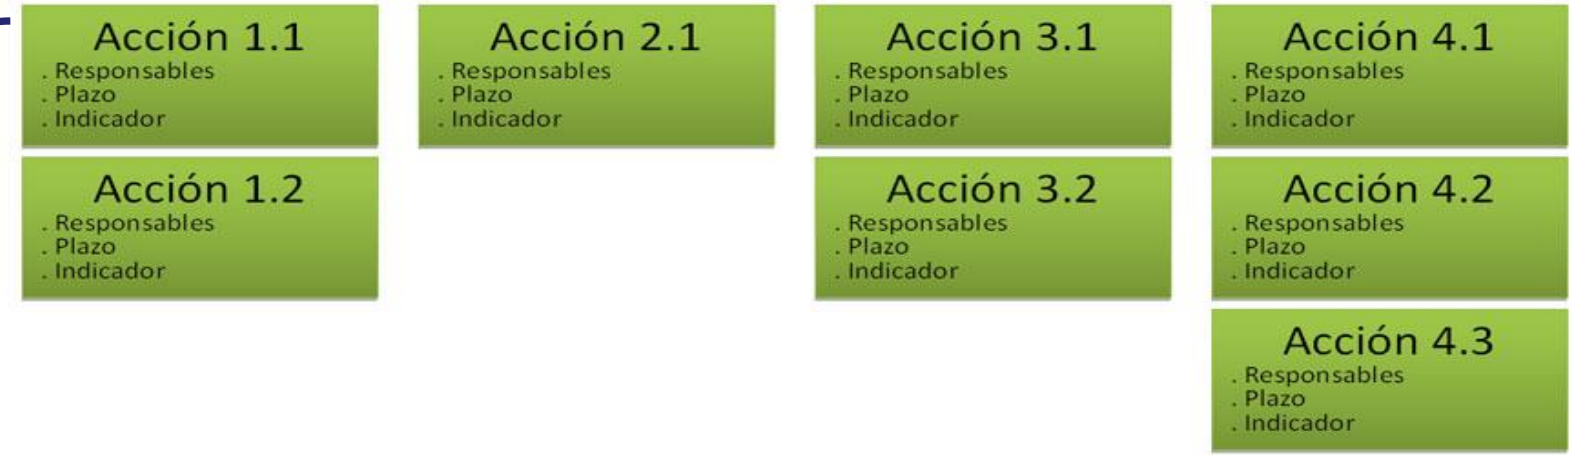 Acción 1.1
. Responsables
. Plazo
. Indicador
Acción 2.1
. Responsables
. Plazo
. Indicador
Acción 3.1
. Responsables
. Plazo
. Indicador
Acción 4.1
. Responsables
. Plazo
. Indicador
Acción 1.2
. Responsables
. Plazo
. Indicador
Acción 3.2
. Responsables
. Plazo
. Indicador
Acción 4.2
. Responsables
. Plazo
. Indicador
Acción 4.3
. Responsables
. Plazo
. Indicador